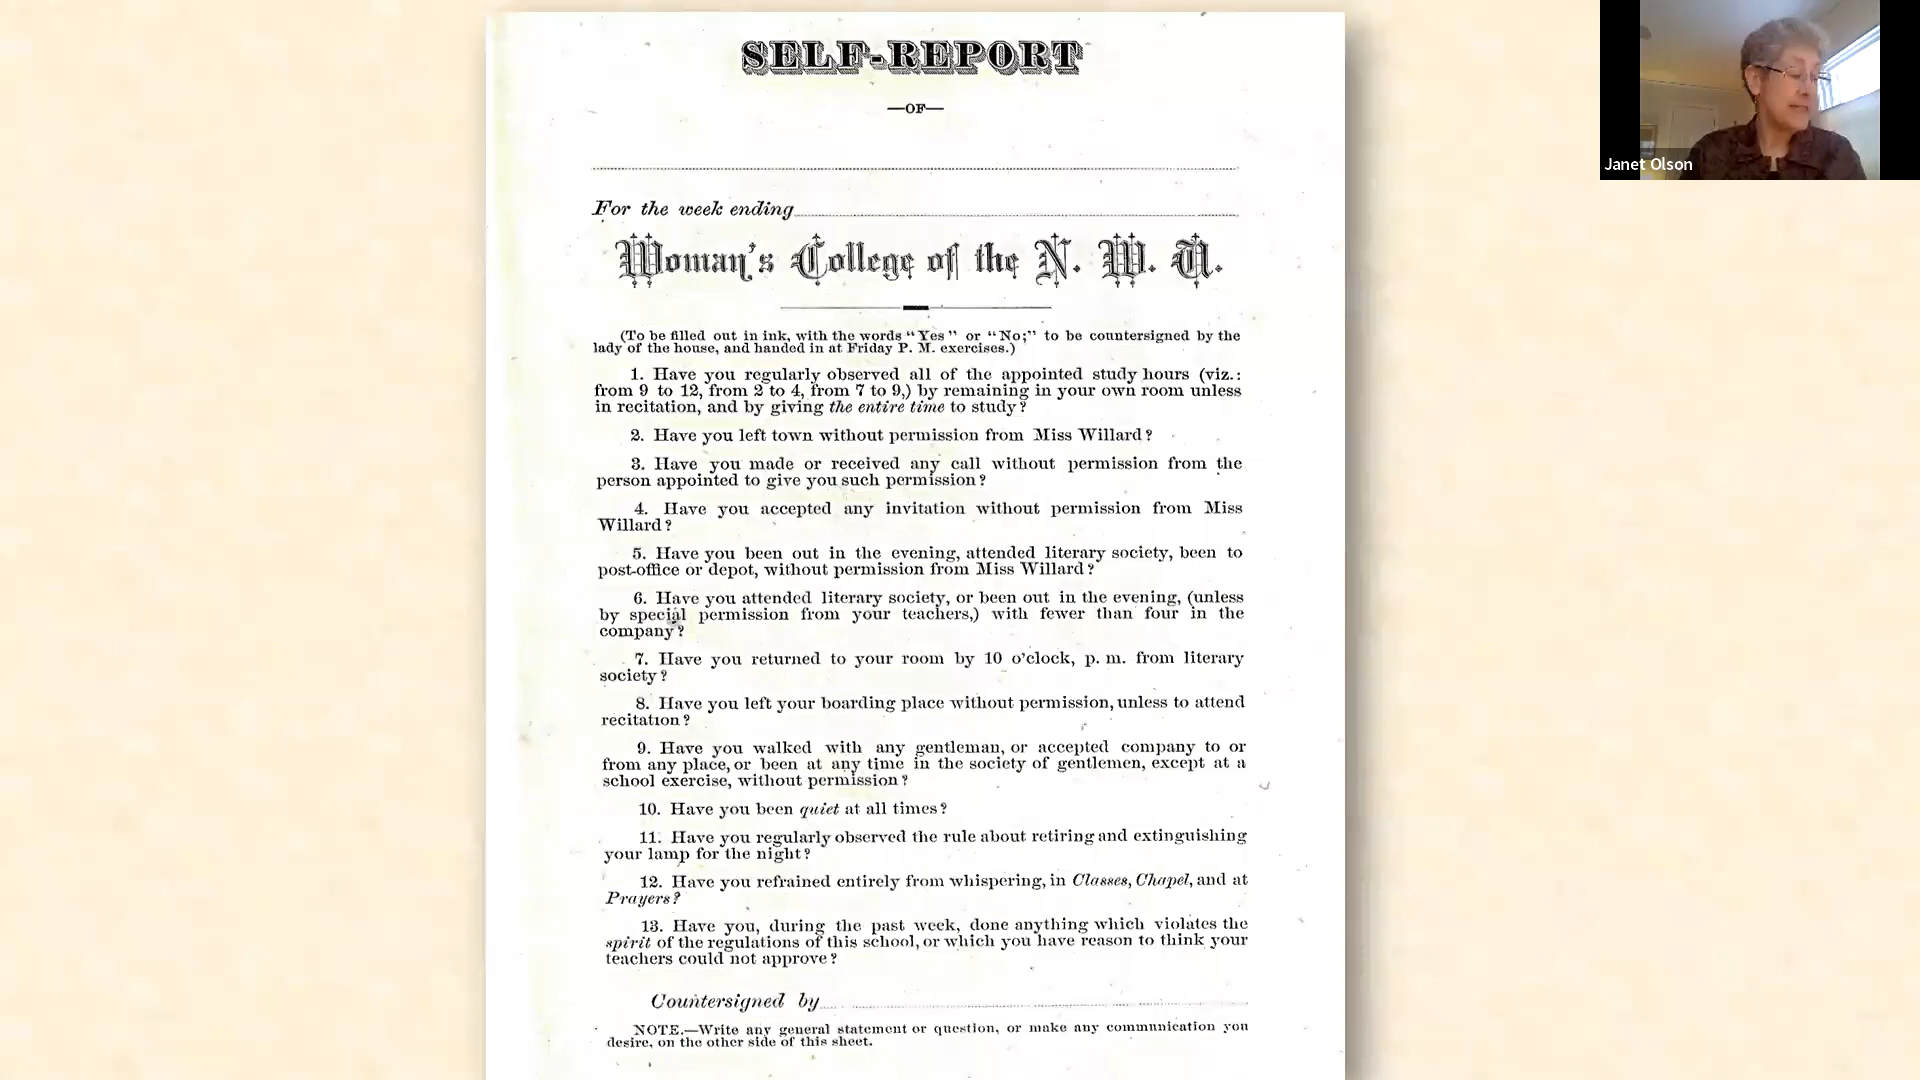 SELF-REPORT
—OF—
For the week ending
Woman's College of the N. W. U.
(To be filled out in ink, with the words "Yes" or "No;" to be countersigned by the
lady of the house, and handed in at Friday P. M. exercises.)
1. Have you regularly observed all of the appointed study hours (viz.:
from 9 to 12, from 2 to 4, from 7 to 9,) by remaining in your own room unless
in recitation, and by giving the entire time to study?
2. Have you left town without permission from Miss Willard?
3. Have you made or received any call without permission from the
person appointed to give you such permission?
4. Have you accepted any invitation without permission from Miss
Willard?
5. Have you been out in the evening, attended literary society, been to
post-office or depot, without permission from Miss Willard?
6. Have you attended literary society, or been out in the evening, (unless
by special permission from your teachers,) with fewer than four in the
company?
7. Have you returned to your room by 10 o'clock, p. m. from literary
society?
8. Have you left your boarding place without permission, unless to attend
recitation?
9. Have you walked with any gentleman, or accepted company to or
from any place, or been at any time in the society of gentlemen, except at a
school exercise, without permission?
10. Have you been quiet at all times?
11. Have you regularly observed the rule about retiring and extinguishing
your lamp for the night?
12. Have you refrained entirely from whispering, in Classes, Chapel, and at
Prayers?
13. Have you, during the past week, done anything which violates the
spirit of the regulations of this school, or which you have reason to think your
teachers could not approve?
Countersigned by
NOTE.—Write any general statement or question, or make any communication you
desire, on the other side of this sheet.
Janet Olson